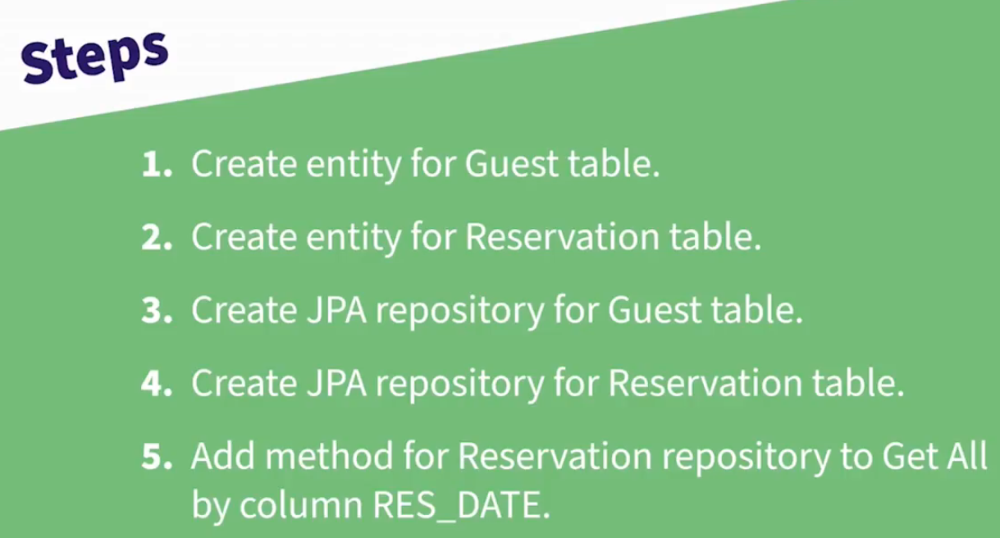 Steps
1. Create entity for Guest table.
2. Create entity for Reservation table.
3. Create JPA repository for Guest table.
4. Create JPA repository for Reservation table.
5. Add method for Reservation repository to Get All
by column RES_DATE.